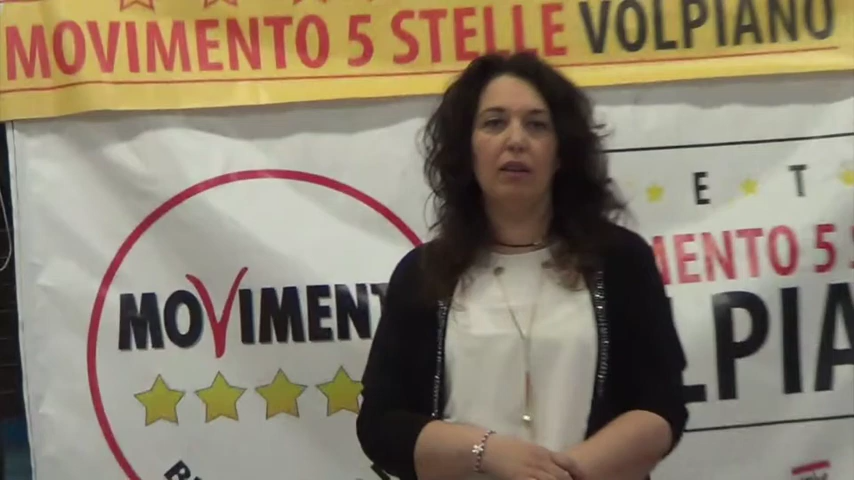 MOVIMENTO 5 STELLE VOLPIANO
E T
MENTO 5 S
MOVIMENT
LPIA